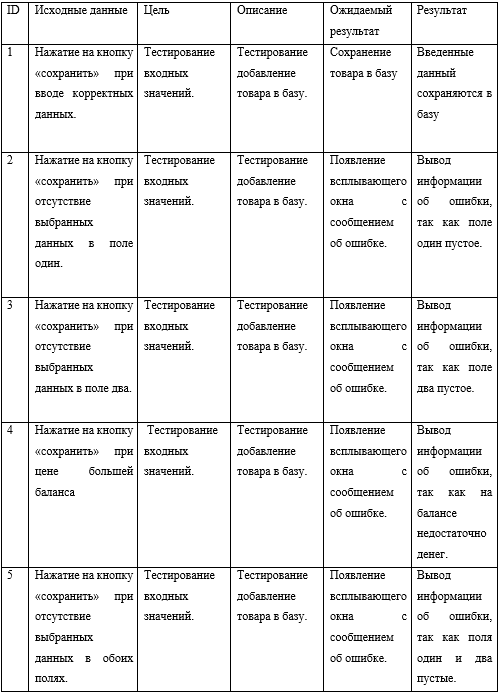 ID Исходные данные Цель Описание Ожидаемый результат Результат
1 Нажатие на кнопку Тестирование Тестирование Сохранение Введенные
«сохранить» при входных добавление товара в базу данный
вводе корректных значений. товара в базу. сохраняются в
данных. базу
2 Нажатие на кнопку Тестирование Тестирование Появление Вывод
«сохранить» при входных добавление всплывающего информации
отсутствие значений. товара в базу. окна с об ошибки,
выбранных сообщением так как поле
данных в поле об ошибке. один пустое.
один.
3 Нажатие на кнопку Тестирование Тестирование Появление Вывод
«сохранить» при входных добавление всплывающего информации
отсутствие значений. товара в базу. окна с об ошибки,
выбранных сообщением так как поле
данных в поле два. об ошибке. два пустое.
4 Нажатие на кнопку Тестирование Тестирование Появление Вывод
«сохранить» при входных добавление всплывающего информации
цене большей значений. товара в базу. окна с об ошибки,
баланса сообщением так как на
об ошибке. балансе
недостаточно
денег.
5 Нажатие на кнопку Тестирование Тестирование Появление Вывод
«сохранить» при входных добавление всплывающего информации
отсутствие значений. товара в базу. окна с об ошибки,
выбранных сообщением так как поля
данных в обоих об ошибке. один и два
полях. пустые.